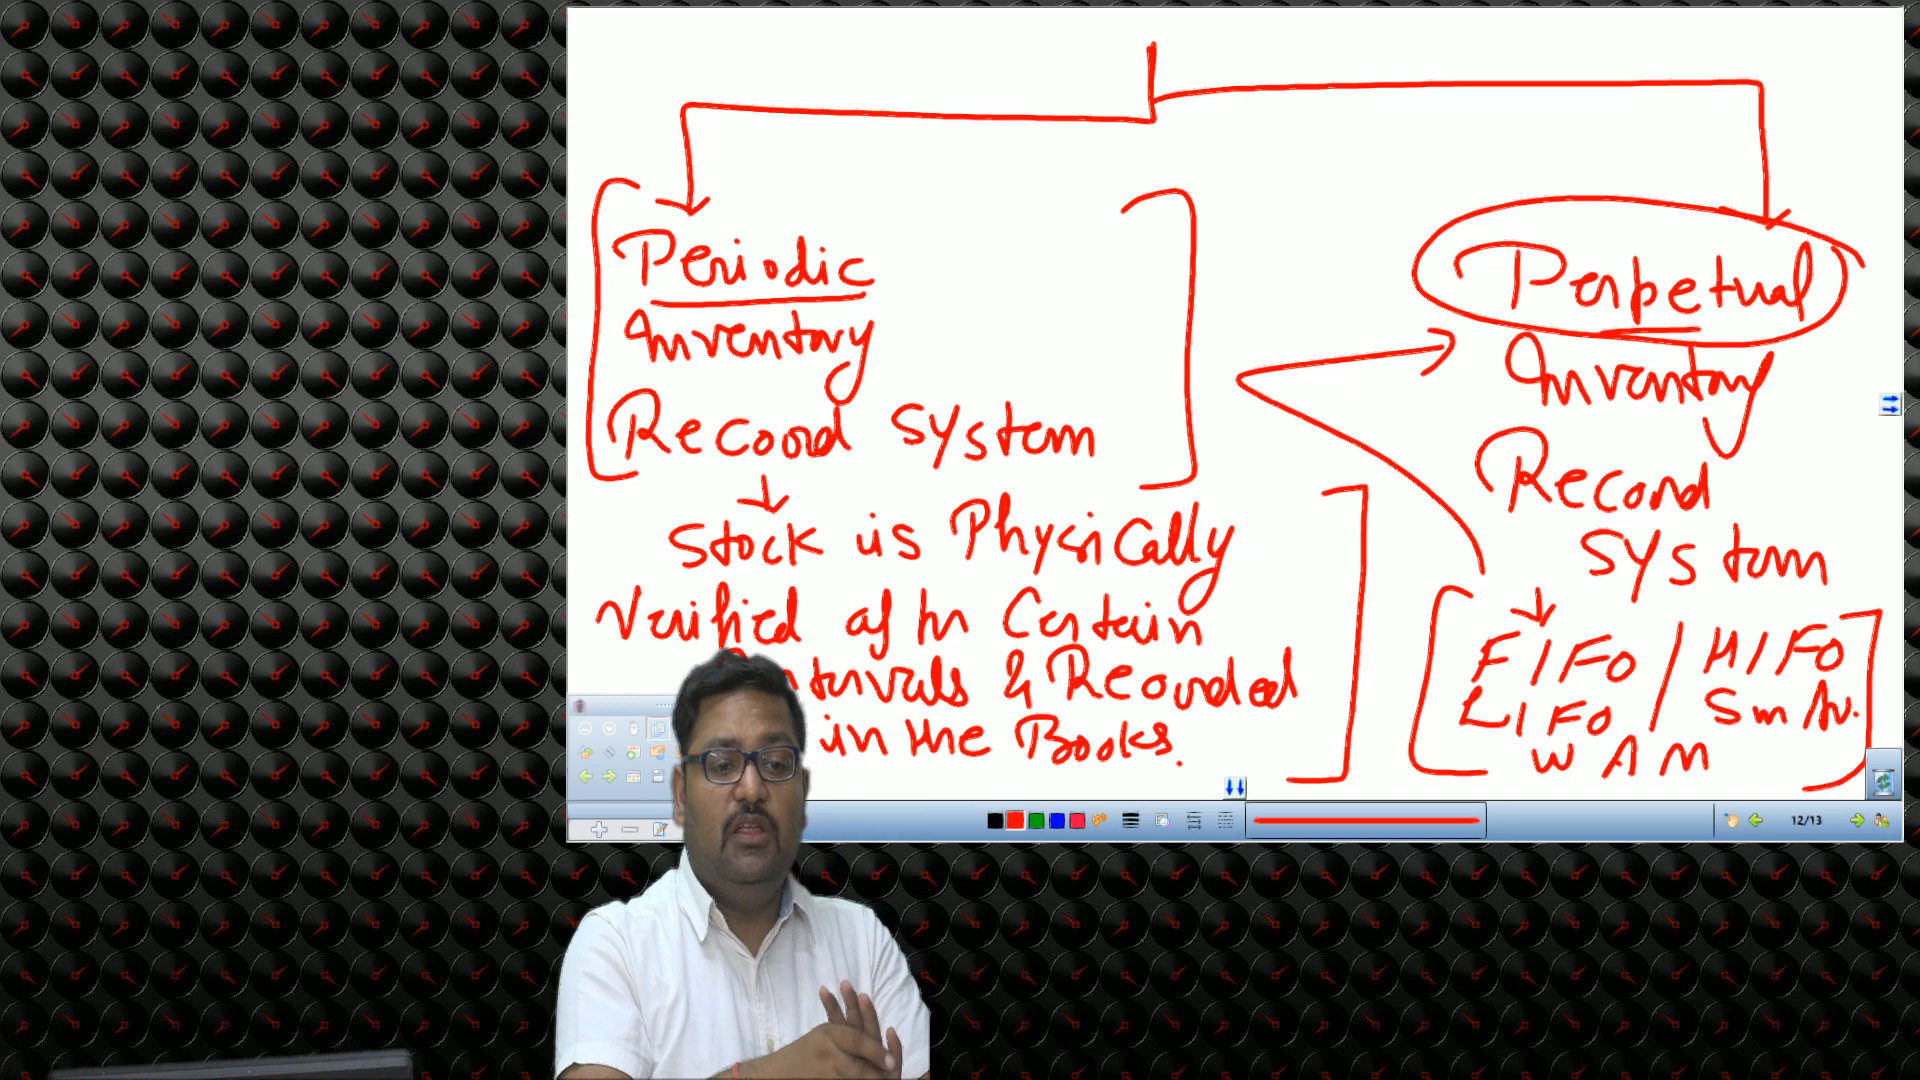 Periodic
Inventory
Record System
Stock is Physically
Verified after Certain
Intervals & Recorded
in the Books.
Perpetual
Inventory
Record
System
FIFO / HIFO
LIFO / Sm Av.
WAM
12/13